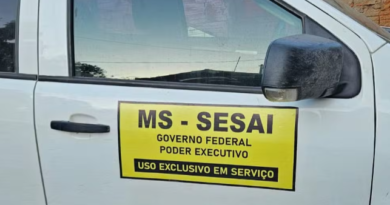 MS - SESAI
GOVERNO FEDERAL
PODER EXECUTIVO
USO EXCLUSIVO EM SERVIÇO